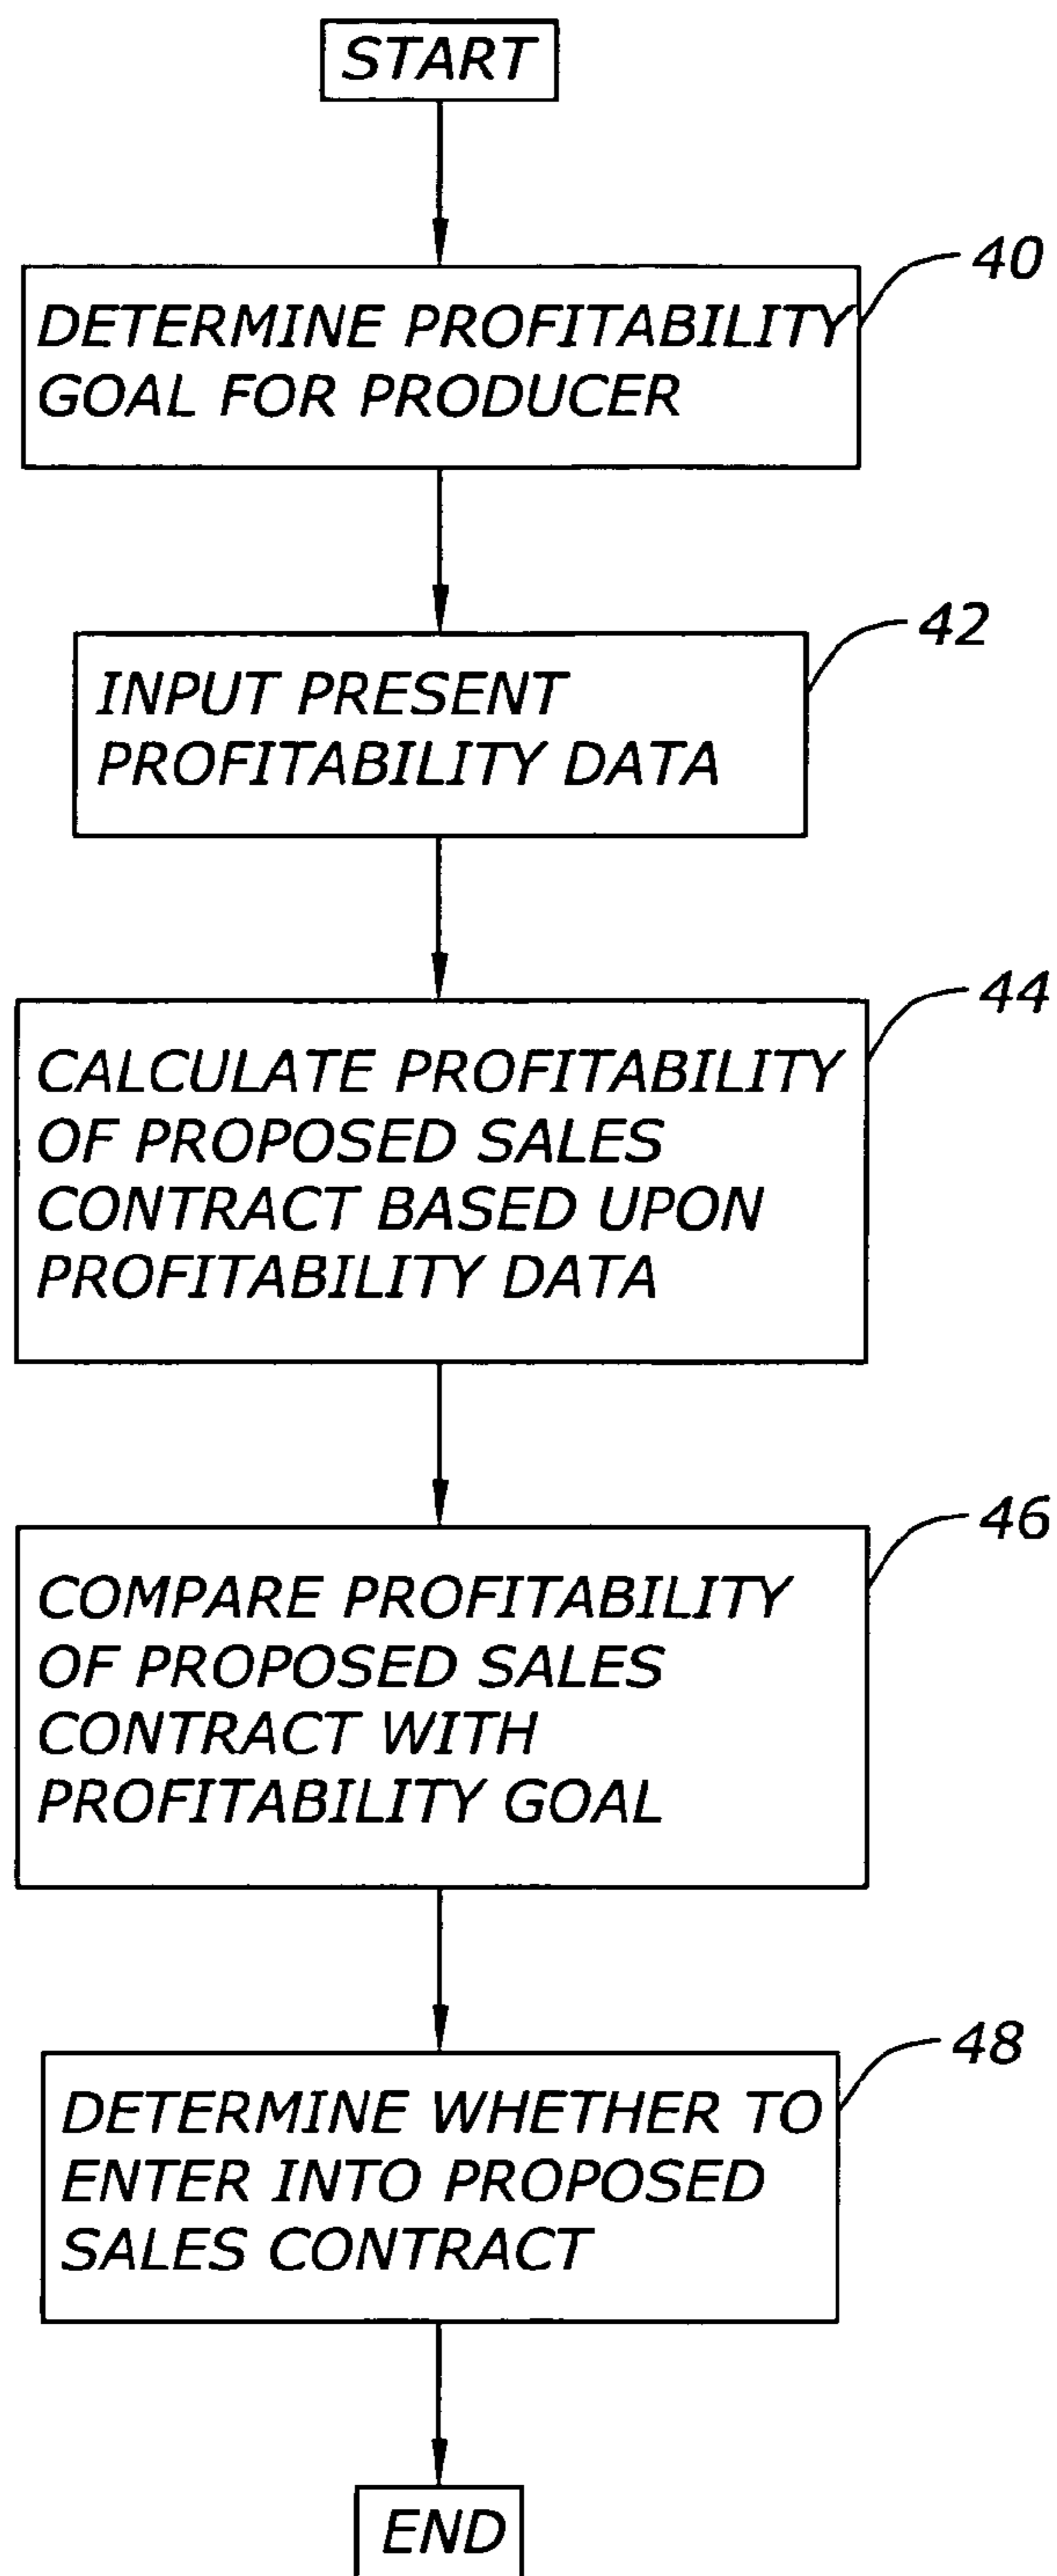 START
40
DETERMINE PROFITABILITY
GOAL FOR PRODUCER
42
INPUT PRESENT
PROFITABILITY DATA
44
CALCULATE PROFITABILITY
OF PROPOSED SALES
CONTRACT BASED UPON
PROFITABILITY DATA
46
COMPARE PROFITABILITY
OF PROPOSED SALES
CONTRACT WITH
PROFITABILITY GOAL
48
DETERMINE WHETHER TO
ENTER INTO PROPOSED
SALES CONTRACT
END